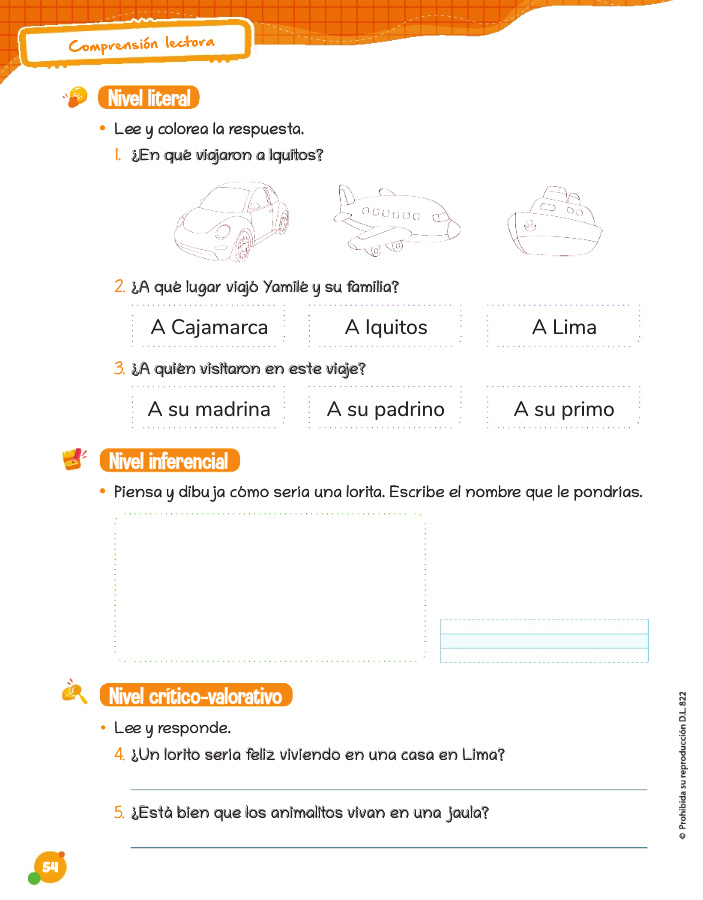 Comprensión lectora
Nivel literal
• Lee y colorea la respuesta.
1. ¿En qué viajaron a Iquitos?
2. ¿A qué lugar viajó Yamilé y su familia?
A Cajamarca
A Iquitos
A Lima
3. ¿A quién visitaron en este viaje?
A su madrina
A su padrino
A su primo
Nivel inferencial
• Piensa y dibuja cómo sería una lorita. Escribe el nombre que le pondrías.
Nivel crítico-valorativo
• Lee y responde.
4. ¿Un lorito sería feliz viviendo en una casa en Lima?
5. ¿Está bien que los animalitos vivan en una jaula?
54
© Prohibida su reproducción D.L. 822